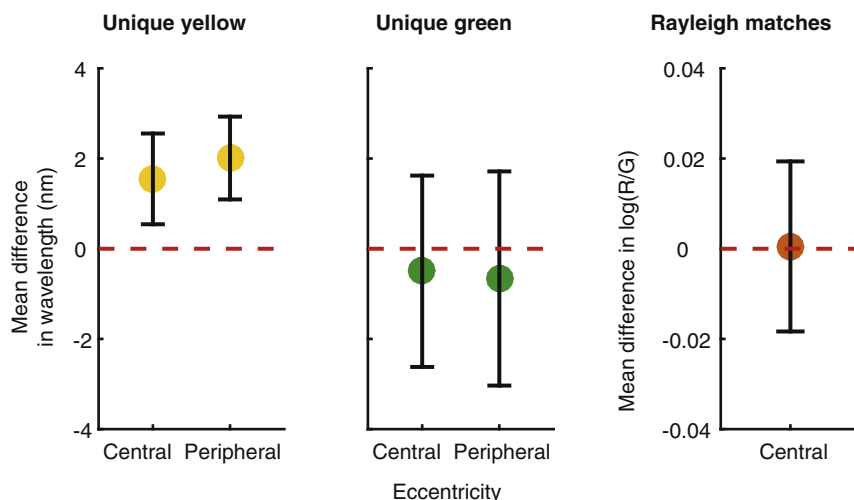 Unique yellow
Unique green
Rayleigh matches
Mean difference
in wavelength (nm)
4
2
0
-2
-4
Central Peripheral
Central Peripheral
Eccentricity
Mean difference in log(R/G)
0.04
0.02
0
-0.02
-0.04
Central